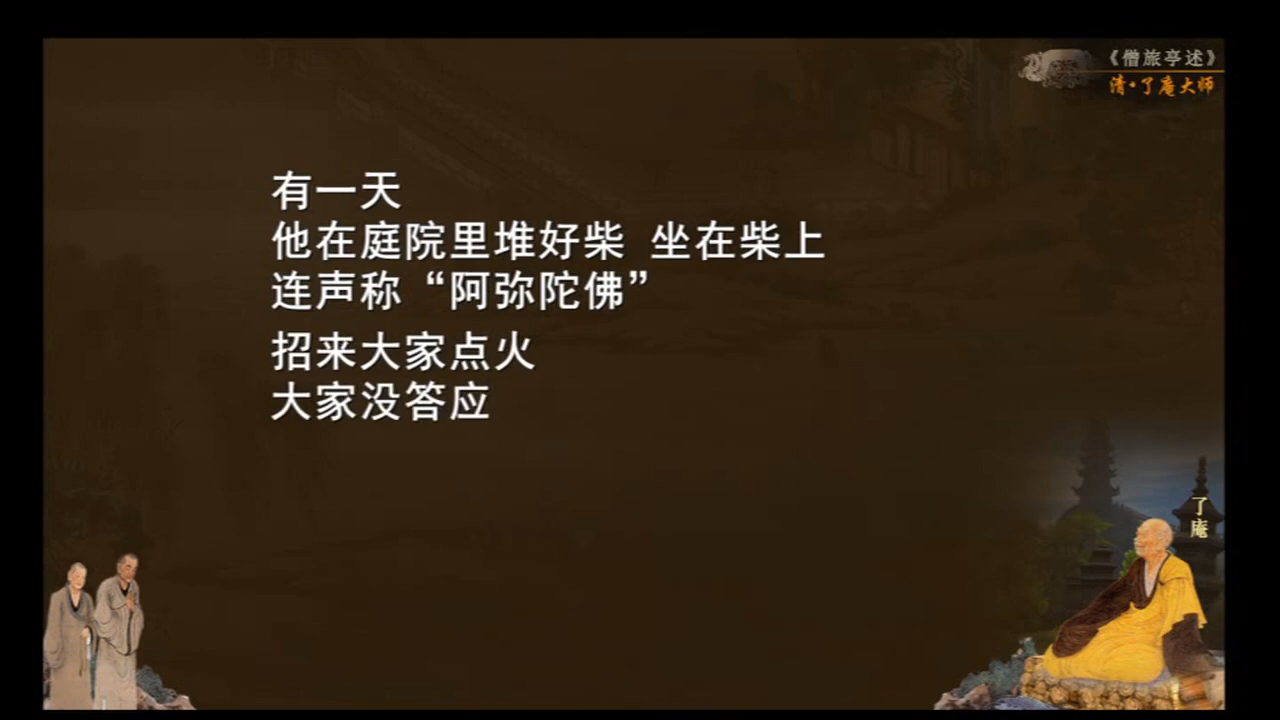 《僧旅亭述》
清·了庵大师
有一天
他在庭院里堆好柴 坐在柴上
连声称“阿弥陀佛”
招来大家点火
大家没答应
了庵